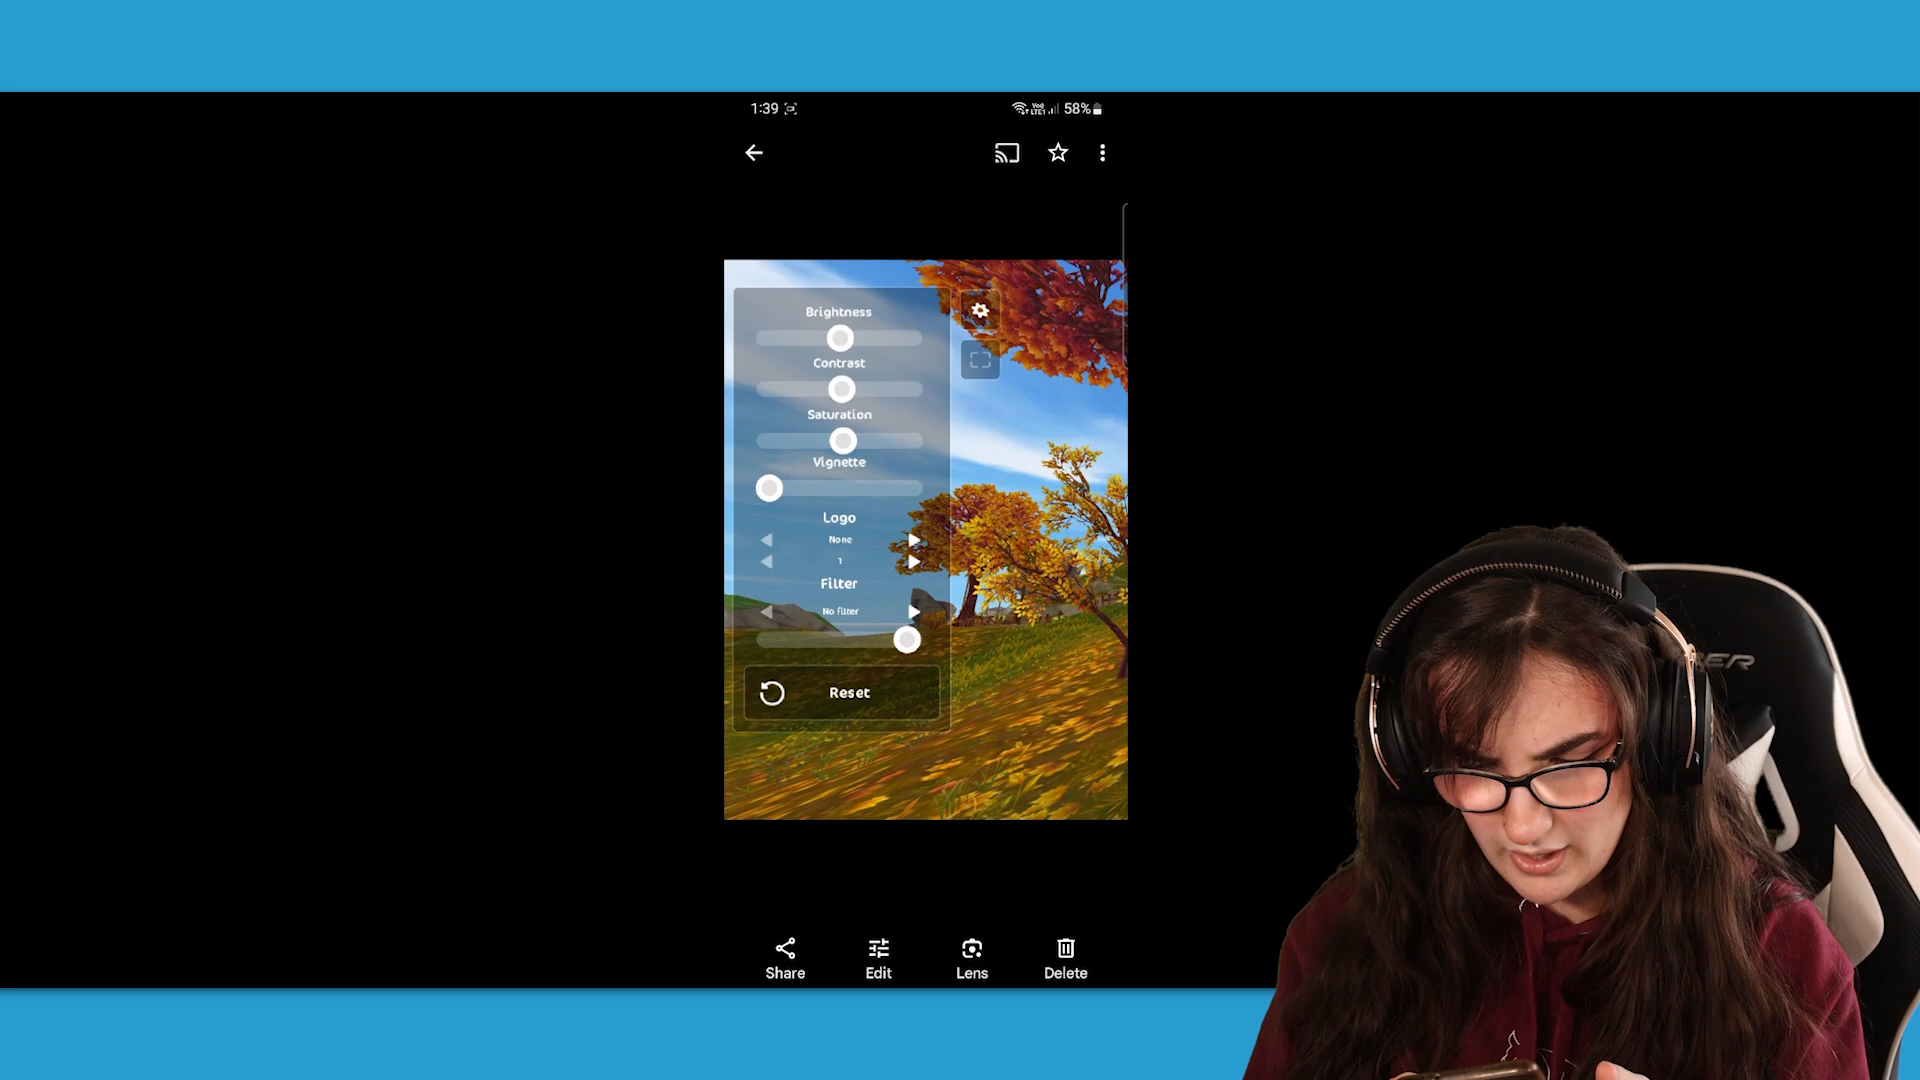 1:39
58%
Brightness
Contrast
Saturation
Vignette
Logo
None
1
Filter
No filter
Reset
Share
Edit
Lens
Delete